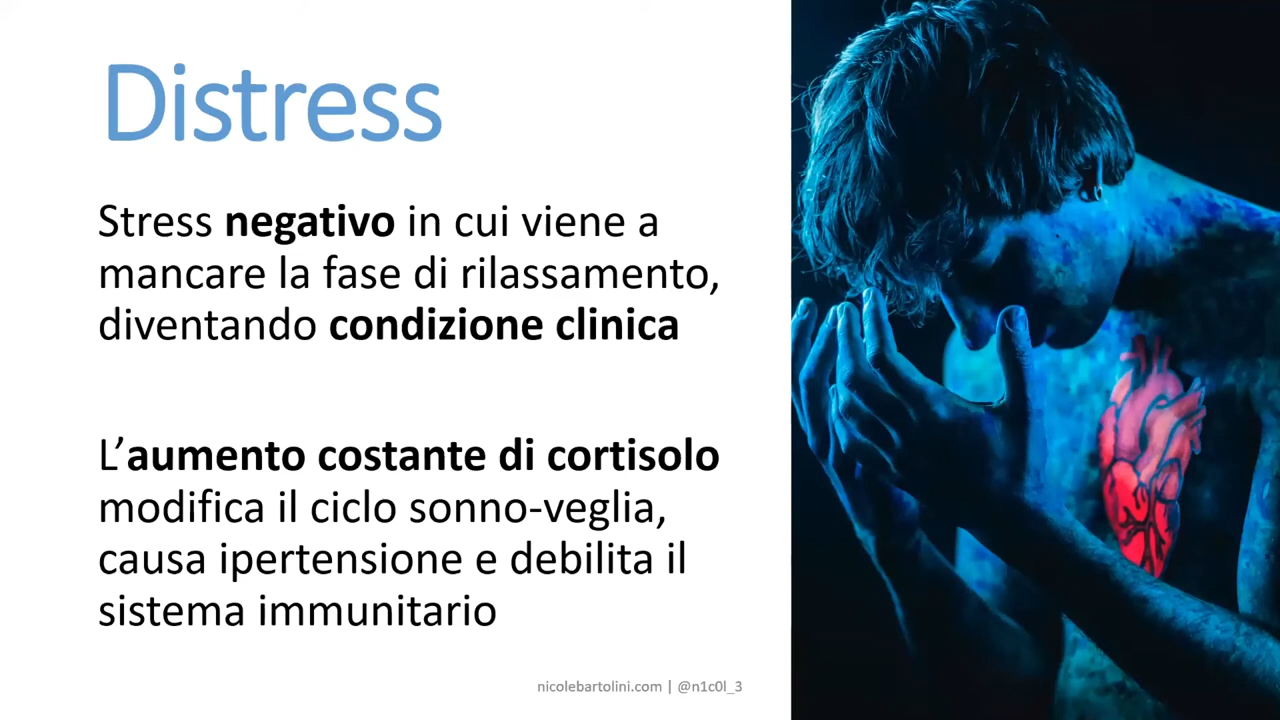 Distress
Stress negativo in cui viene a
mancare la fase di rilassamento,
diventando condizione clinica
L’aumento costante di cortisolo
modifica il ciclo sonno-veglia,
causa ipertensione e debilita il
sistema immunitario
nicolebartolini.com | @n1c0l_3